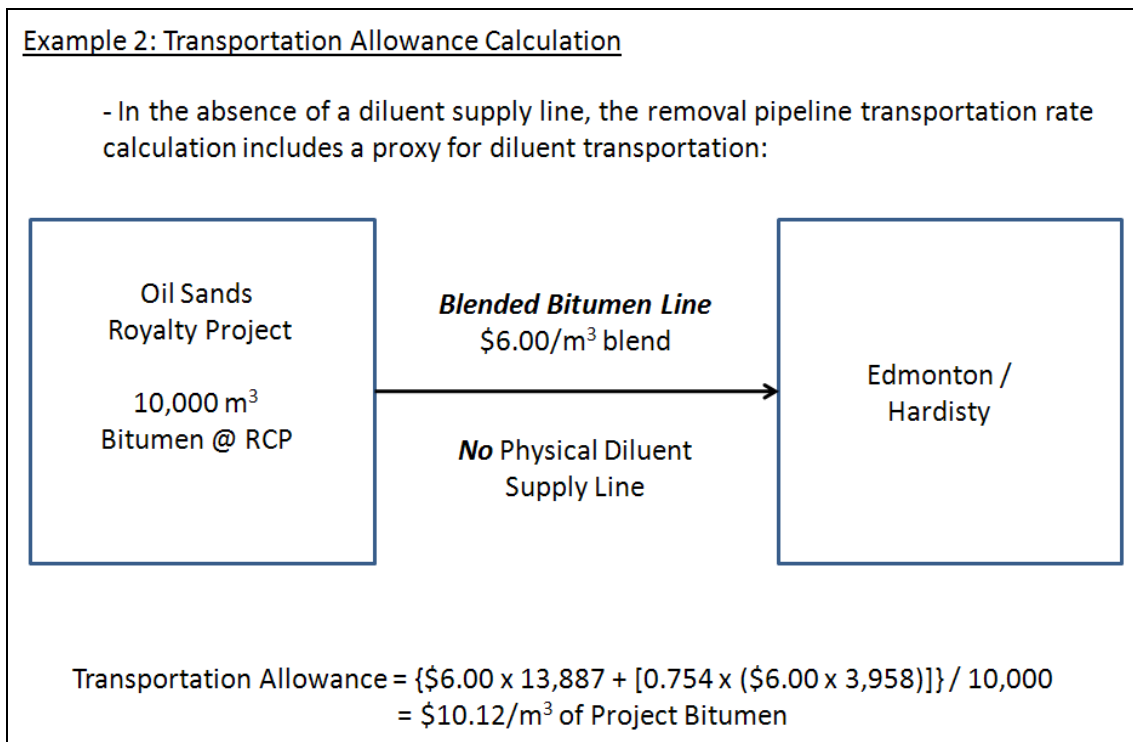 Example 2: Transportation Allowance Calculation
- In the absence of a diluent supply line, the removal pipeline transportation rate
calculation includes a proxy for diluent transportation:
Oil Sands
Royalty Project
10,000 m³
Bitumen @ RCP
Blended Bitumen Line
$6.00/m³ blend
No Physical Diluent
Supply Line
Edmonton /
Hardisty
Transportation Allowance = {$6.00 x 13,887 + [0.754 x ($6.00 x 3,958)]} / 10,000
= $10.12/m³ of Project Bitumen